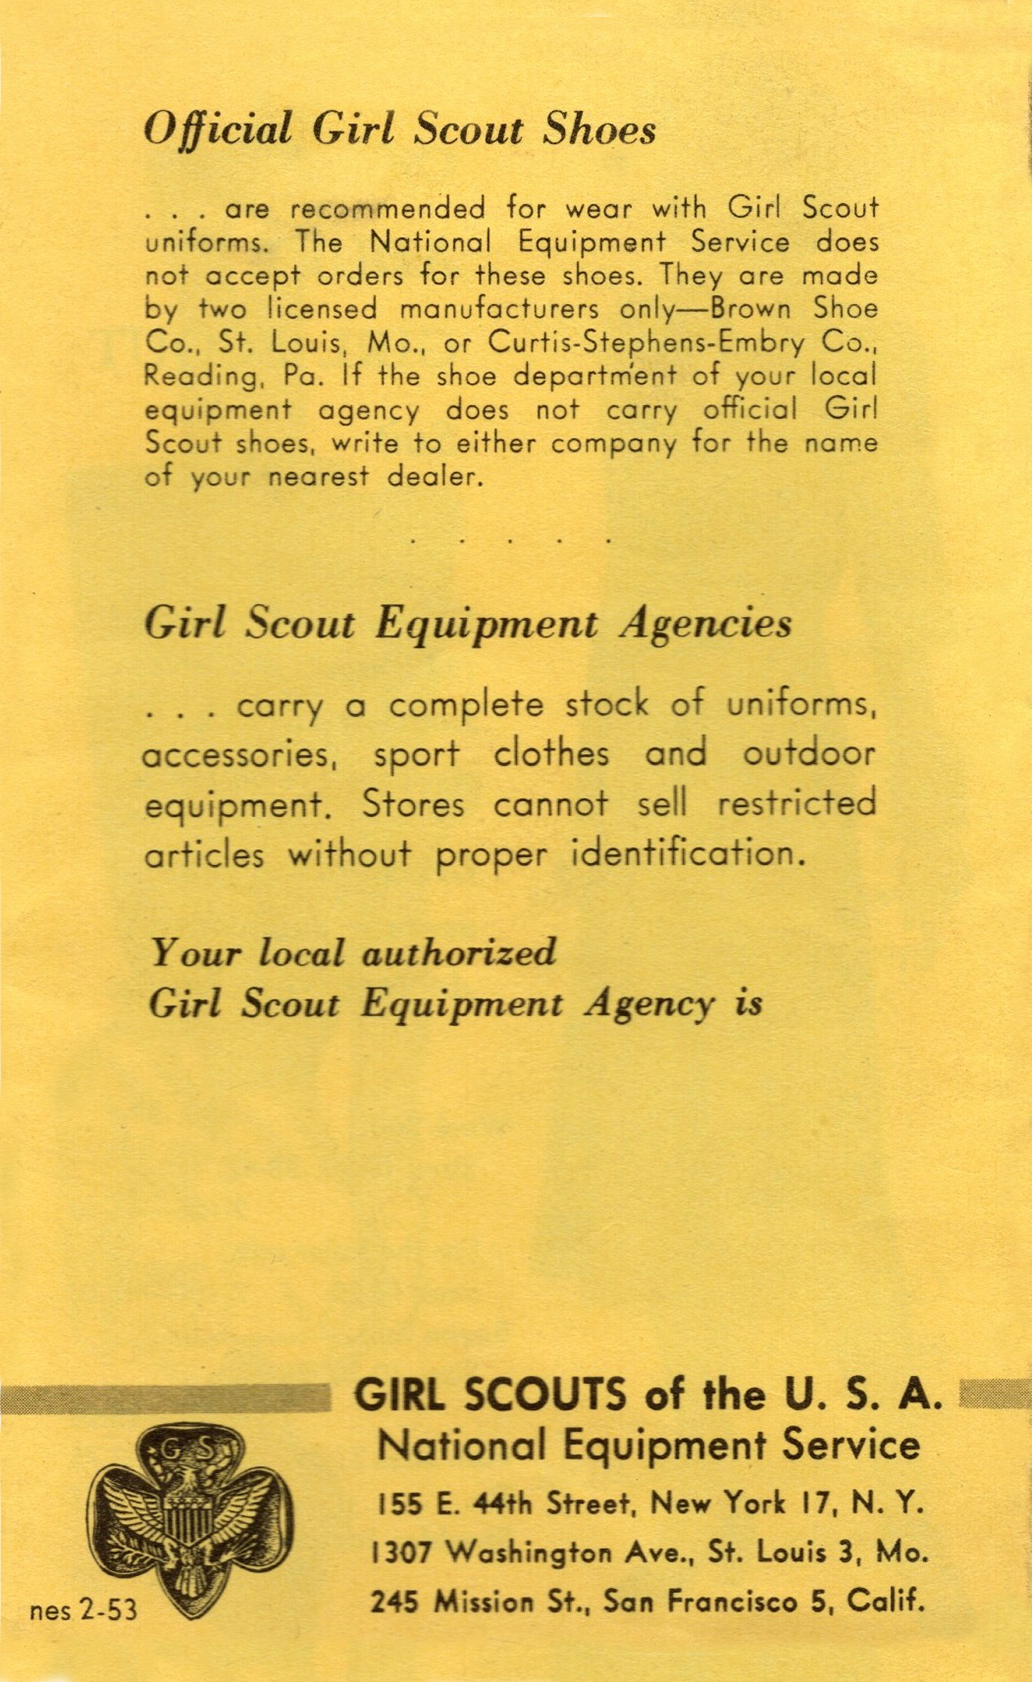 Official Girl Scout Shoes
. . . are recommended for wear with Girl Scout
uniforms. The National Equipment Service does
not accept orders for these shoes. They are made
by two licensed manufacturers only—Brown Shoe
Co., St. Louis, Mo., or Curtis-Stephens-Embry Co.,
Reading, Pa. If the shoe department of your local
equipment agency does not carry official Girl
Scout shoes, write to either company for the name
of your nearest dealer.
. . . . .
Girl Scout Equipment Agencies
. . . carry a complete stock of uniforms,
accessories, sport clothes and outdoor
equipment. Stores cannot sell restricted
articles without proper identification.
Your local authorized
Girl Scout Equipment Agency is
GIRL SCOUTS of the U. S. A.
National Equipment Service
155 E. 44th Street, New York 17, N. Y.
1307 Washington Ave., St. Louis 3, Mo.
245 Mission St., San Francisco 5, Calif.
GS
nes 2-53